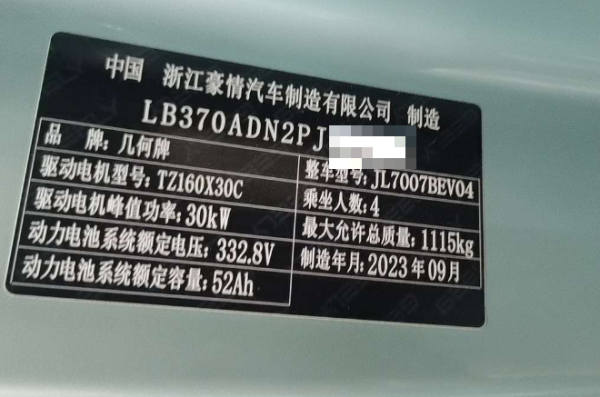 中国 浙江豪情汽车制造有限公司 制造
LB370ADN2PJ
品 牌:几何牌
驱动电机型号:TZ160X30C
驱动电机峰值功率:30kW
动力电池系统额定电压:332.8V
动力电池系统额定容量:52Ah
整车型号:JL7007BEV04
乘坐人数:4
最大允许总质量:1115kg
制造年月:2023年09月